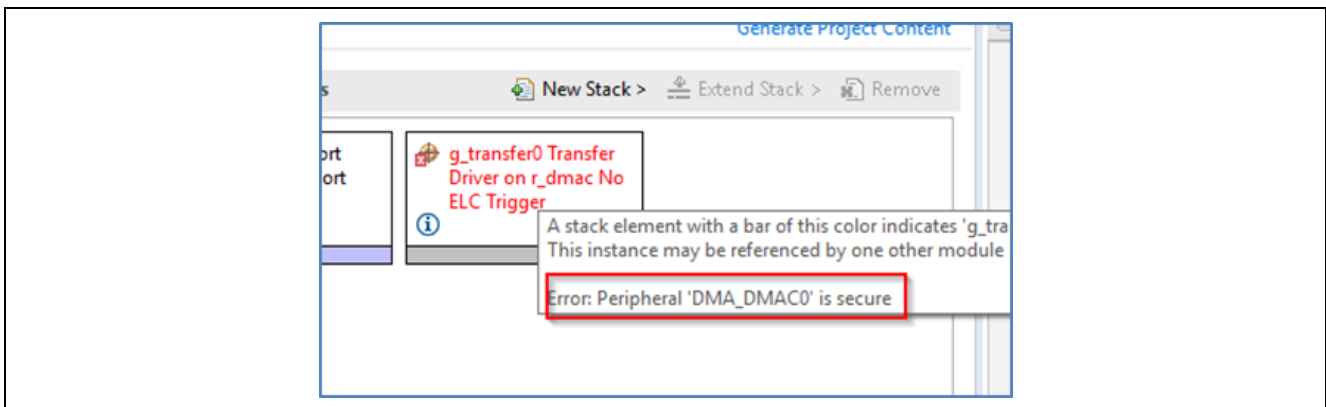 Generate Project Content
s New Stack > Extend Stack > Remove
ort
ort
g_transfer0 Transfer
Driver on r_dmac No
ELC Trigger
A stack element with a bar of this color indicates 'g_tra
This instance may be referenced by one other module
Error: Peripheral 'DMA_DMAC0' is secure